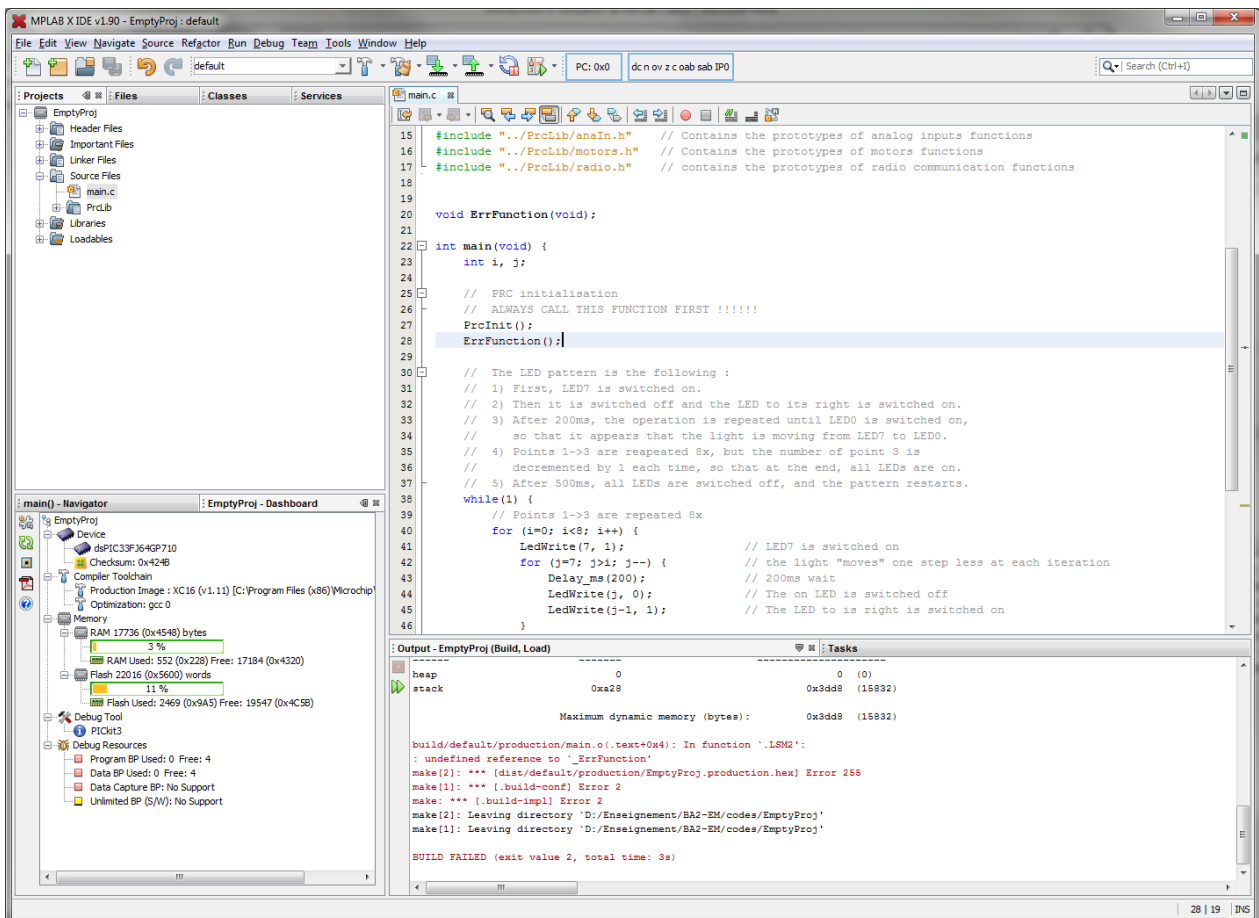 MPLAB X IDE v1.90 - EmptyProj : default
File Edit View Navigate Source Refactor Run Debug Team Tools Window Help
default
PC: 0x0
dc n ov z c oab sab IP0
Search (Ctrl+I)
Projects Files Classes Services
EmptyProj
Header Files
Important Files
Linker Files
Source Files
main.c
PrcLib
Libraries
Loadables
main() - Navigator EmptyProj - Dashboard
EmptyProj
Device
dsPIC33FJ64GP710
Checksum: 0x424B
Compiler Toolchain
Production Image : XC16 (v1.11) [C:\Program Files (x86)\Microchip\
Optimization: gcc 0
Memory
RAM 17736 (0x4548) bytes
3 %
RAM Used: 552 (0x228) Free: 17184 (0x4320)
Flash 22016 (0x5600) words
11 %
Flash Used: 2469 (0x9A5) Free: 19547 (0x4C5B)
Debug Tool
PICkit3
Debug Resources
Program BP Used: 0 Free: 4
Data BP Used: 0 Free: 4
Data Capture BP: No Support
Unlimited BP (S/W): No Support
main.c
15 #include "../PrcLib/anaIn.h" // Contains the prototypes of analog inputs functions
16 #include "../PrcLib/motors.h" // Contains the prototypes of motors functions
17 #include "../PrcLib/radio.h" // contains the prototypes of radio communication functions
18
19
20 void ErrFunction(void);
21
22 int main(void) {
23 int i, j;
24
25 // PRC initialisation
26 // ALWAYS CALL THIS FUNCTION FIRST !!!!!!
27 PrcInit();
28 ErrFunction();
29
30 // The LED pattern is the following :
31 // 1) First, LED7 is switched on.
32 // 2) Then it is switched off and the LED to its right is switched on.
33 // 3) After 200ms, the operation is repeated until LED0 is switched on,
34 // so that it appears that the light is moving from LED7 to LED0.
35 // 4) Points 1->3 are reapeated 8x, but the number of point 3 is
36 // decremented by 1 each time, so that at the end, all LEDs are on.
37 // 5) After 500ms, all LEDs are switched off, and the pattern restarts.
38 while(1) {
39 // Points 1->3 are repeated 8x
40 for (i=0; i<8; i++) {
41 LedWrite(7, 1); // LED7 is switched on
42 for (j=7; j>i; j--) { // the light "moves" one step less at each iteration
43 Delay_ms(200); // 200ms wait
44 LedWrite(j, 0); // The on LED is switched off
45 LedWrite(j-1, 1); // The LED to is right is switched on
46 }
Output - EmptyProj (Build, Load) Tasks
------ ------- ---------------------
heap 0 0 (0)
stack 0xa28 0x3dd8 (15832)
Maximum dynamic memory (bytes): 0x3dd8 (15832)
build/default/production/main.o(.text+0x4): In function `.LSM2':
: undefined reference to `_ErrFunction'
make[2]: *** [dist/default/production/EmptyProj.production.hex] Error 255
make[1]: *** [.build-conf] Error 2
make: *** [.build-impl] Error 2
make[2]: Leaving directory `D:/Enseignement/BA2-EM/codes/EmptyProj'
make[1]: Leaving directory `D:/Enseignement/BA2-EM/codes/EmptyProj'
BUILD FAILED (exit value 2, total time: 3s)
28 | 19 INS